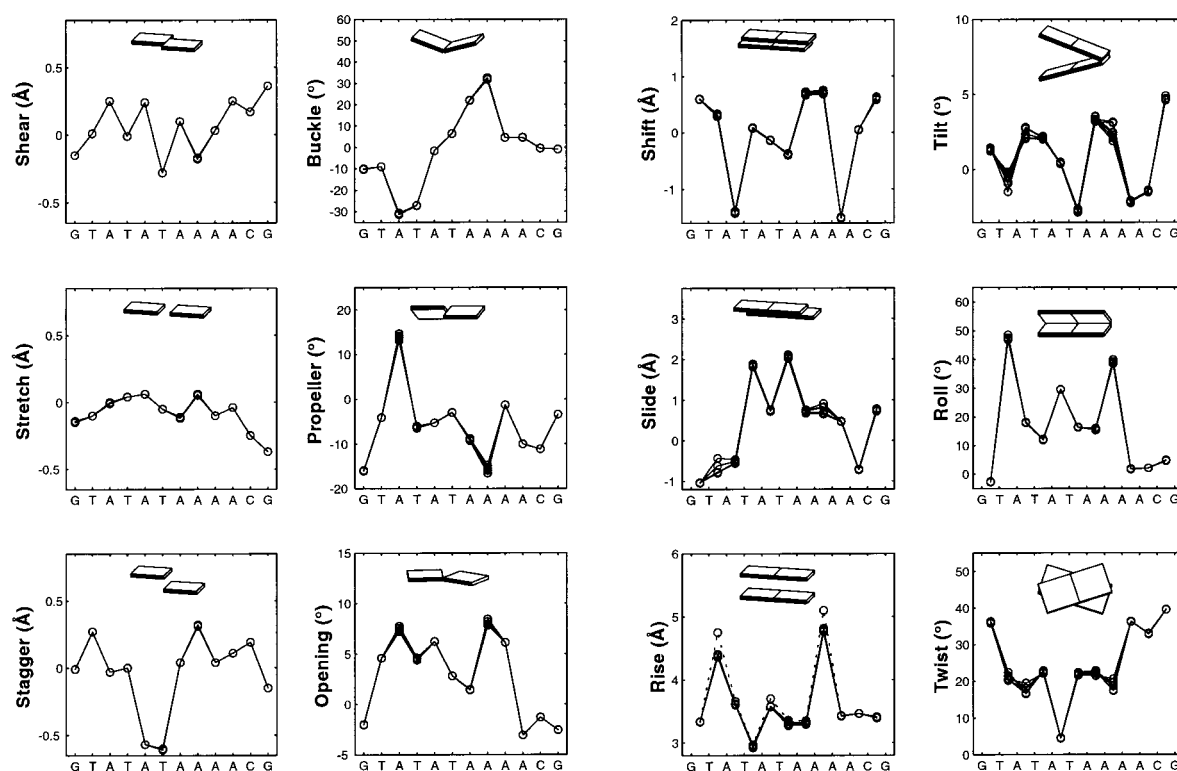 Shear (Å)
0.5
0
-0.5
G T A T A T A A A A C G
Buckle (°)
60
50
40
30
20
10
0
-10
-20
-30
G T A T A T A A A A C G
Shift (Å)
2
1
0
-1
G T A T A T A A A A C G
Tilt (°)
10
5
0
G T A T A T A A A A C G
Stretch (Å)
0.5
0
-0.5
G T A T A T A A A A C G
Propeller (°)
20
10
0
-10
-20
G T A T A T A A A A C G
Slide (Å)
3
2
1
0
-1
G T A T A T A A A A C G
Roll (°)
60
50
40
30
20
10
0
G T A T A T A A A A C G
Stagger (Å)
0.5
0
-0.5
G T A T A T A A A A C G
Opening (°)
15
10
5
0
-5
G T A T A T A A A A C G
Rise (Å)
6
5
4
3
G T A T A T A A A A C G
Twist (°)
50
40
30
20
10
0
G T A T A T A A A A C G